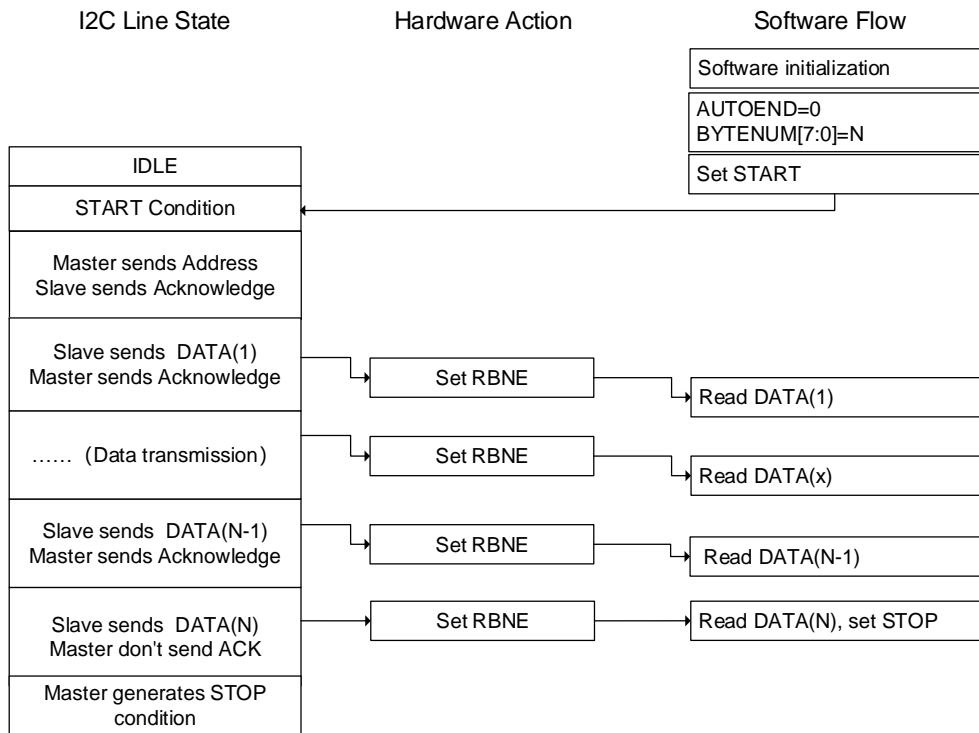 I2C Line State
Hardware Action
Software Flow
Software initialization
AUTOEND=0
BYTENUM[7:0]=N
IDLE
Set START
START Condition
Master sends Address
Slave sends Acknowledge
Slave sends DATA(1)
Master sends Acknowledge
Set RBNE
Read DATA(1)
…… (Data transmission)
Set RBNE
Read DATA(x)
Slave sends DATA(N-1)
Master sends Acknowledge
Set RBNE
Read DATA(N-1)
Slave sends DATA(N)
Master don't send ACK
Set RBNE
Read DATA(N), set STOP
Master generates STOP
condition